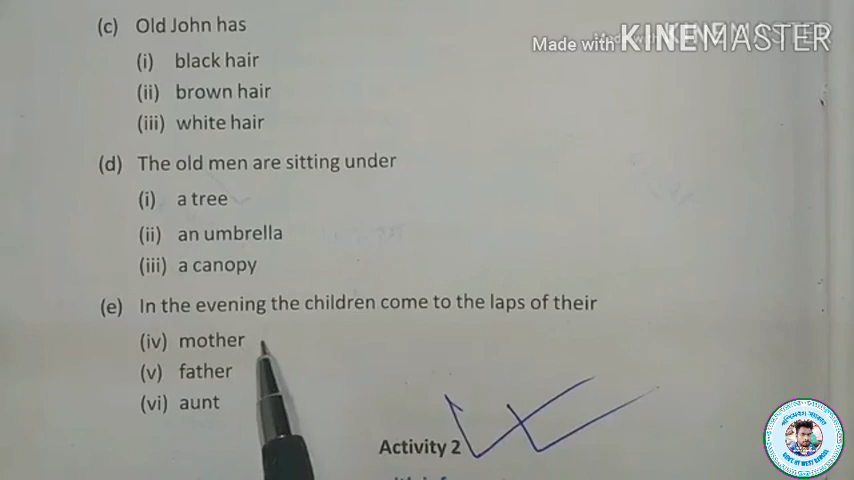 (c) Old John has
Made with KINEMASTER
(i) black hair
(ii) brown hair
(iii) white hair
(d) The old men are sitting under
(i) a tree
(ii) an umbrella
(iii) a canopy
(e) In the evening the children come to the laps of their
(iv) mother
(v) father
(vi) aunt
Activity 2